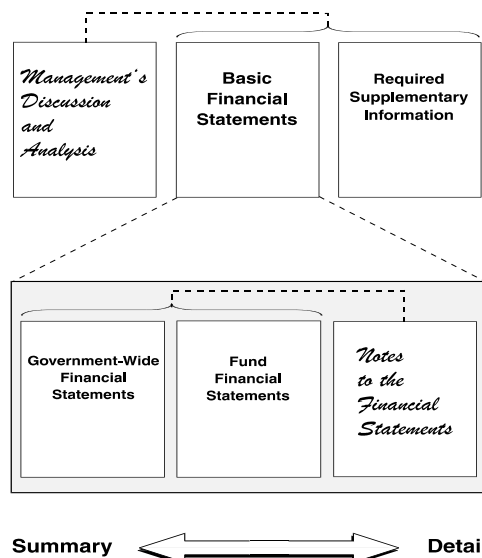 Management's
Discussion
and
Analysis
Basic
Financial
Statements
Required
Supplementary
Information
Government-Wide
Financial
Statements
Fund
Financial
Statements
Notes
to the
Financial
Statements
Summary
Detai